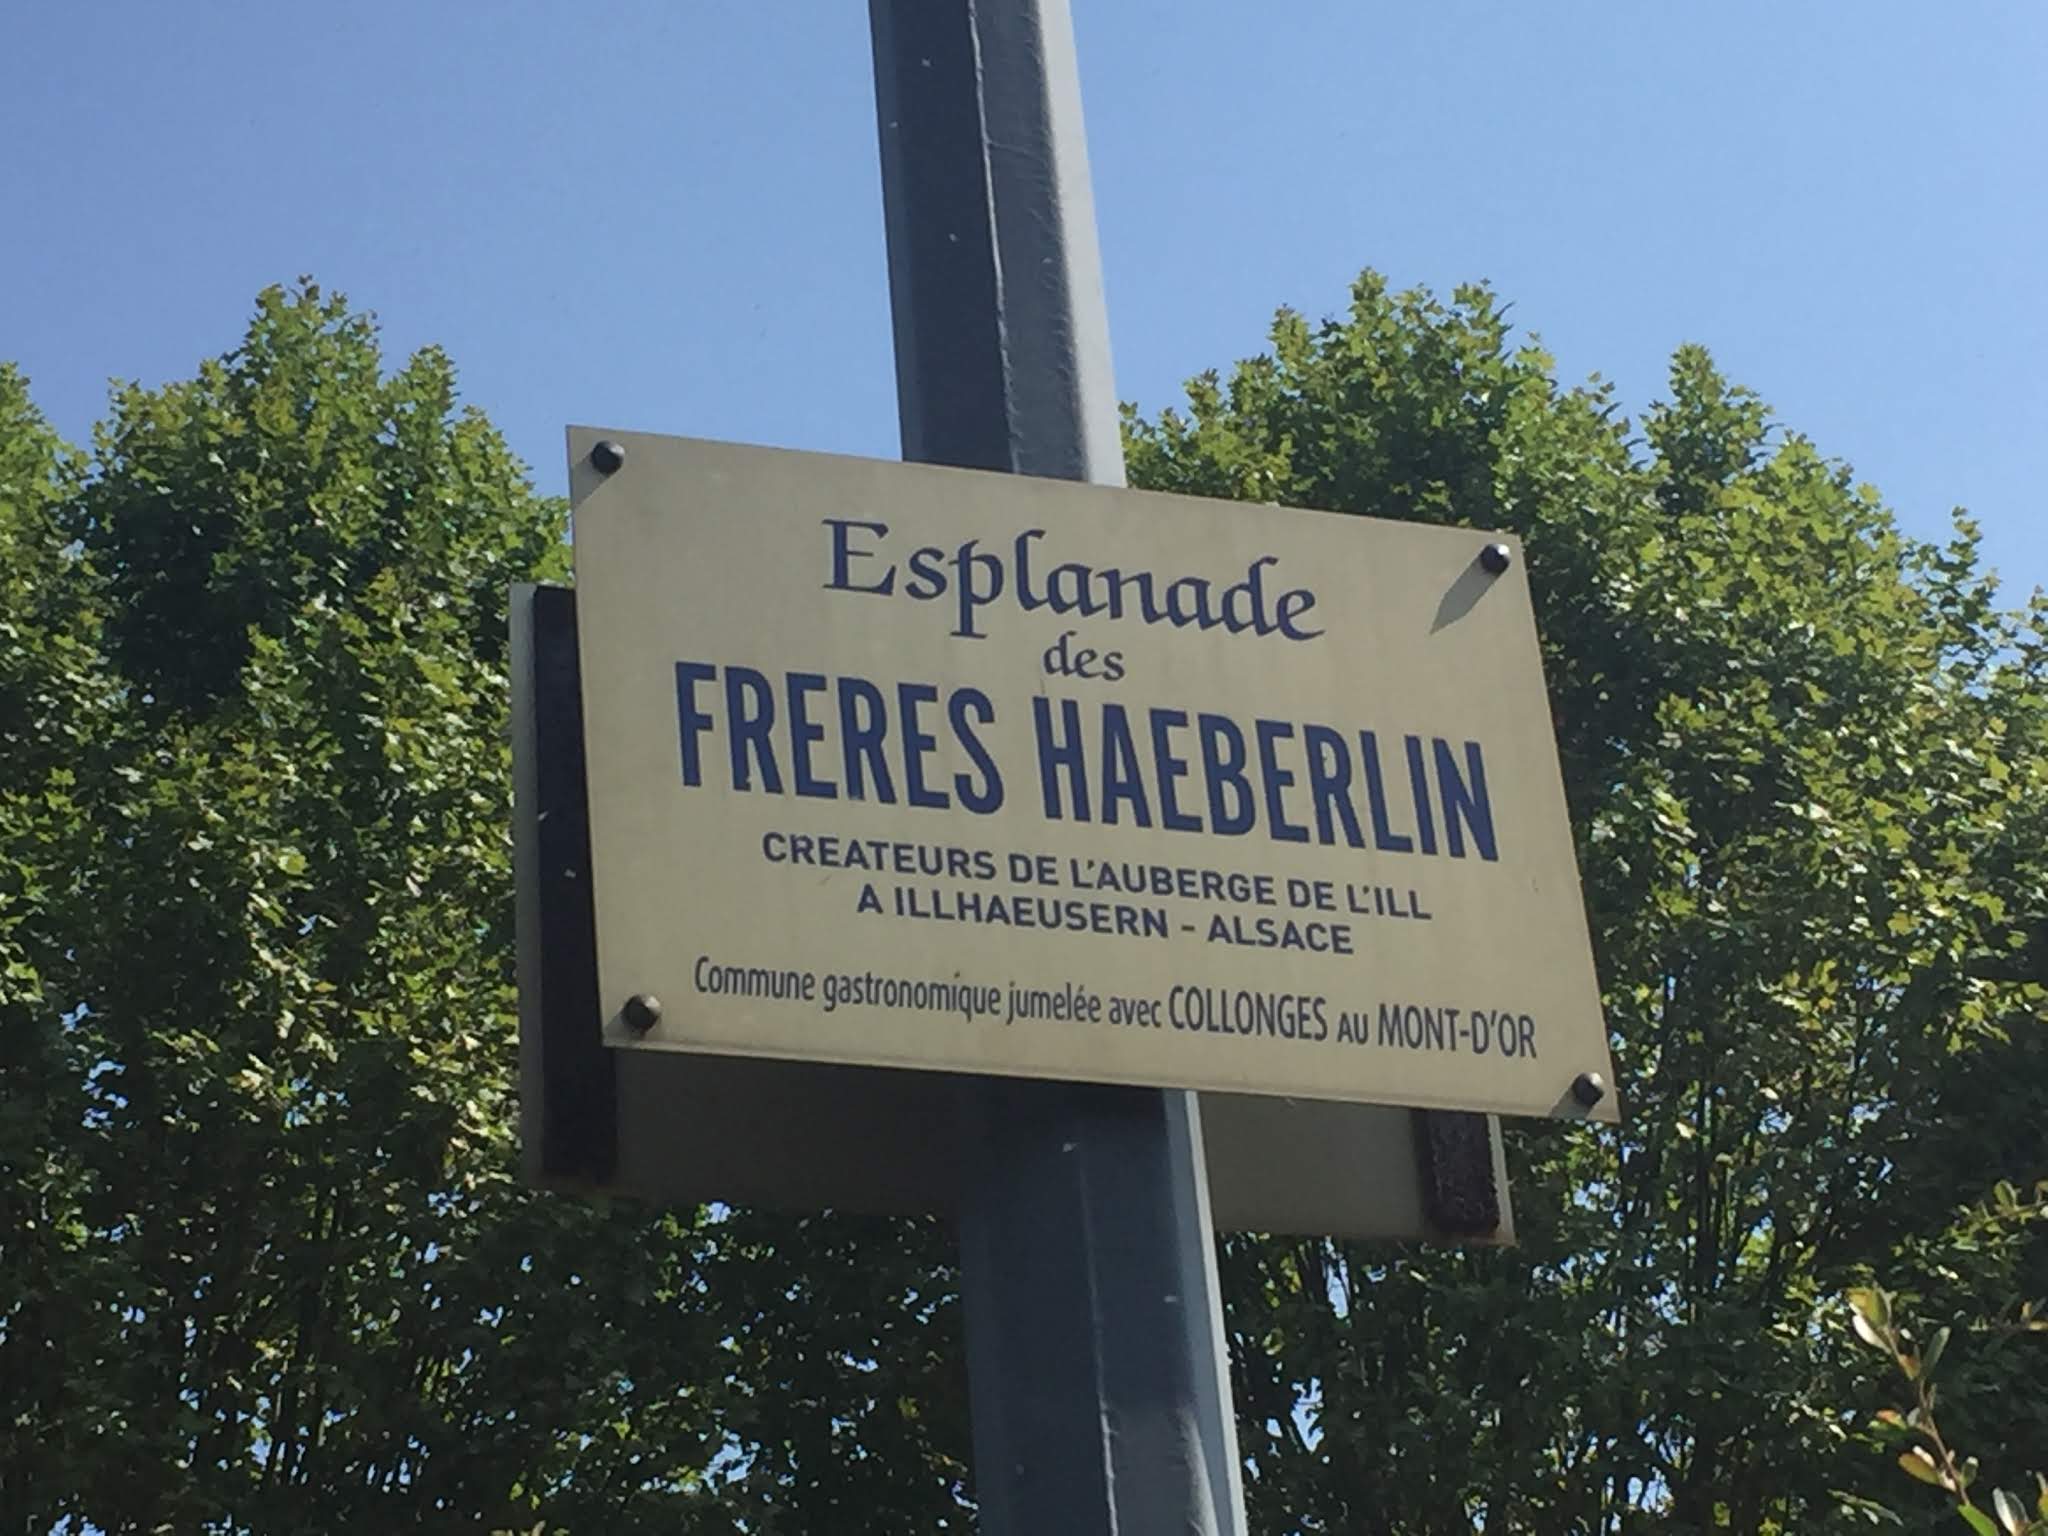 Esplanade
des
FRERES HAEBERLIN
CREATEURS DE L'AUBERGE DE L'ILL
A ILLHAEUSERN - ALSACE
Commune gastronomique jumelée avec COLLONGES AU MONT-D'OR